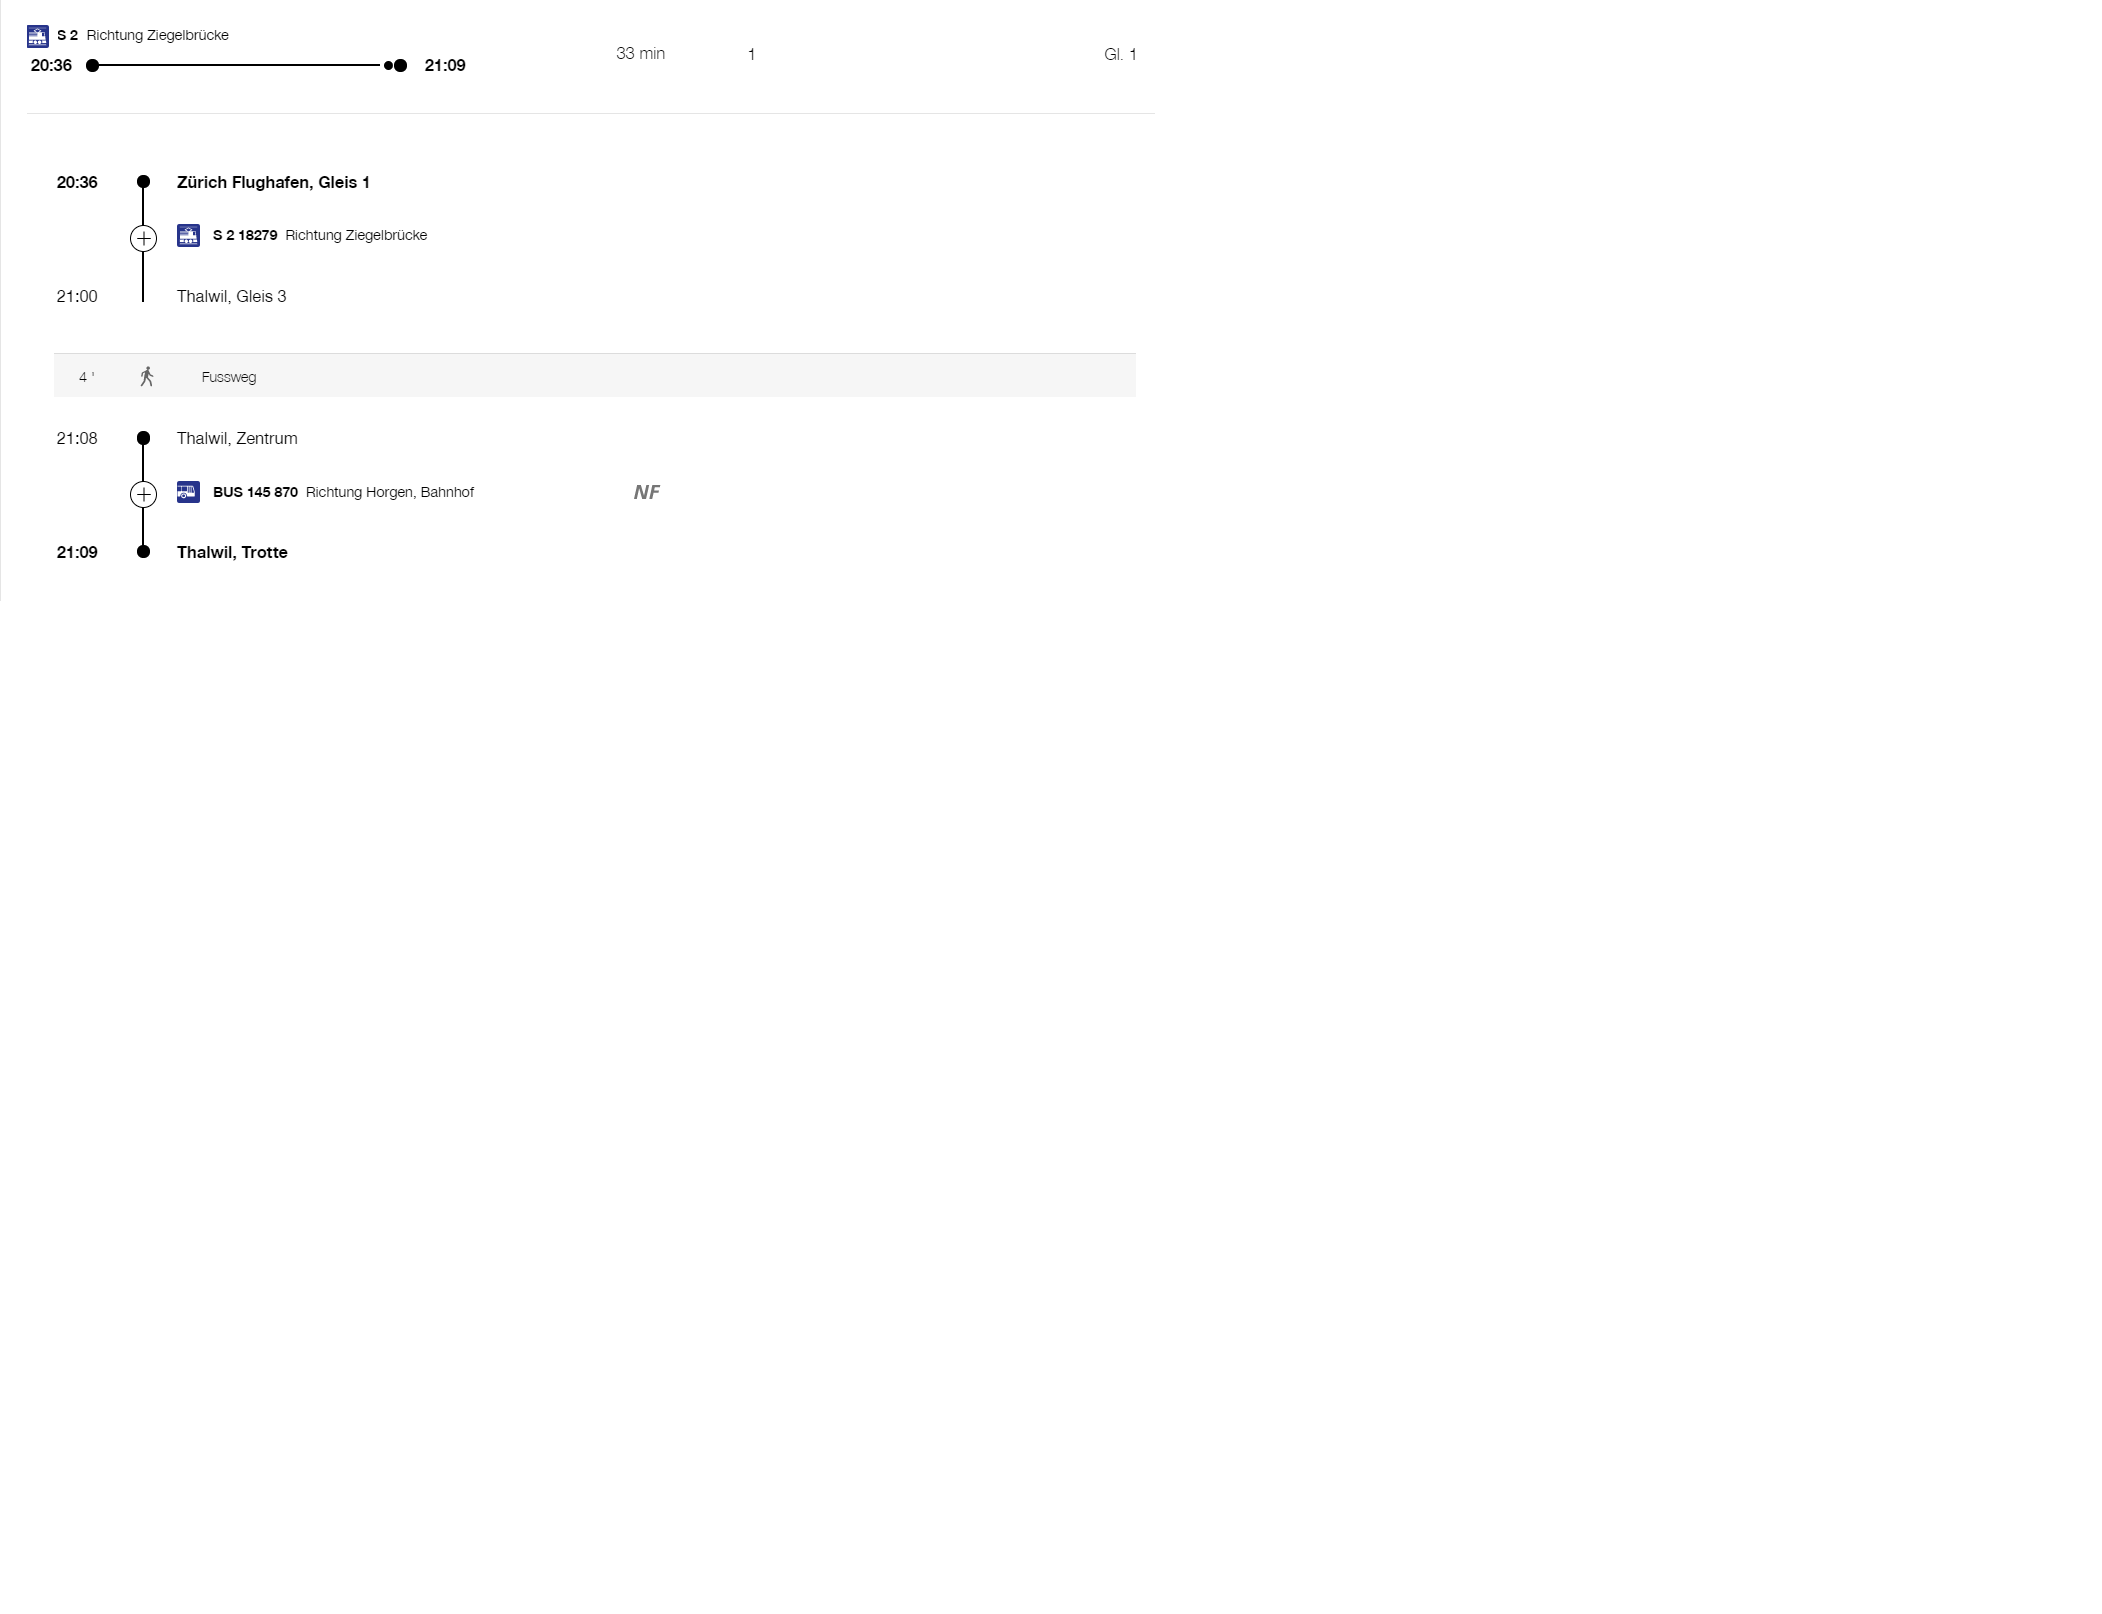 S 2 Richtung Ziegelbrücke
20:36 21:09 33 min 1 Gl. 1
20:36 Zürich Flughafen, Gleis 1
S 2 18279 Richtung Ziegelbrücke
21:00 Thalwil, Gleis 3
4 ' Fussweg
21:08 Thalwil, Zentrum
BUS 145 870 Richtung Horgen, Bahnhof NF
21:09 Thalwil, Trotte